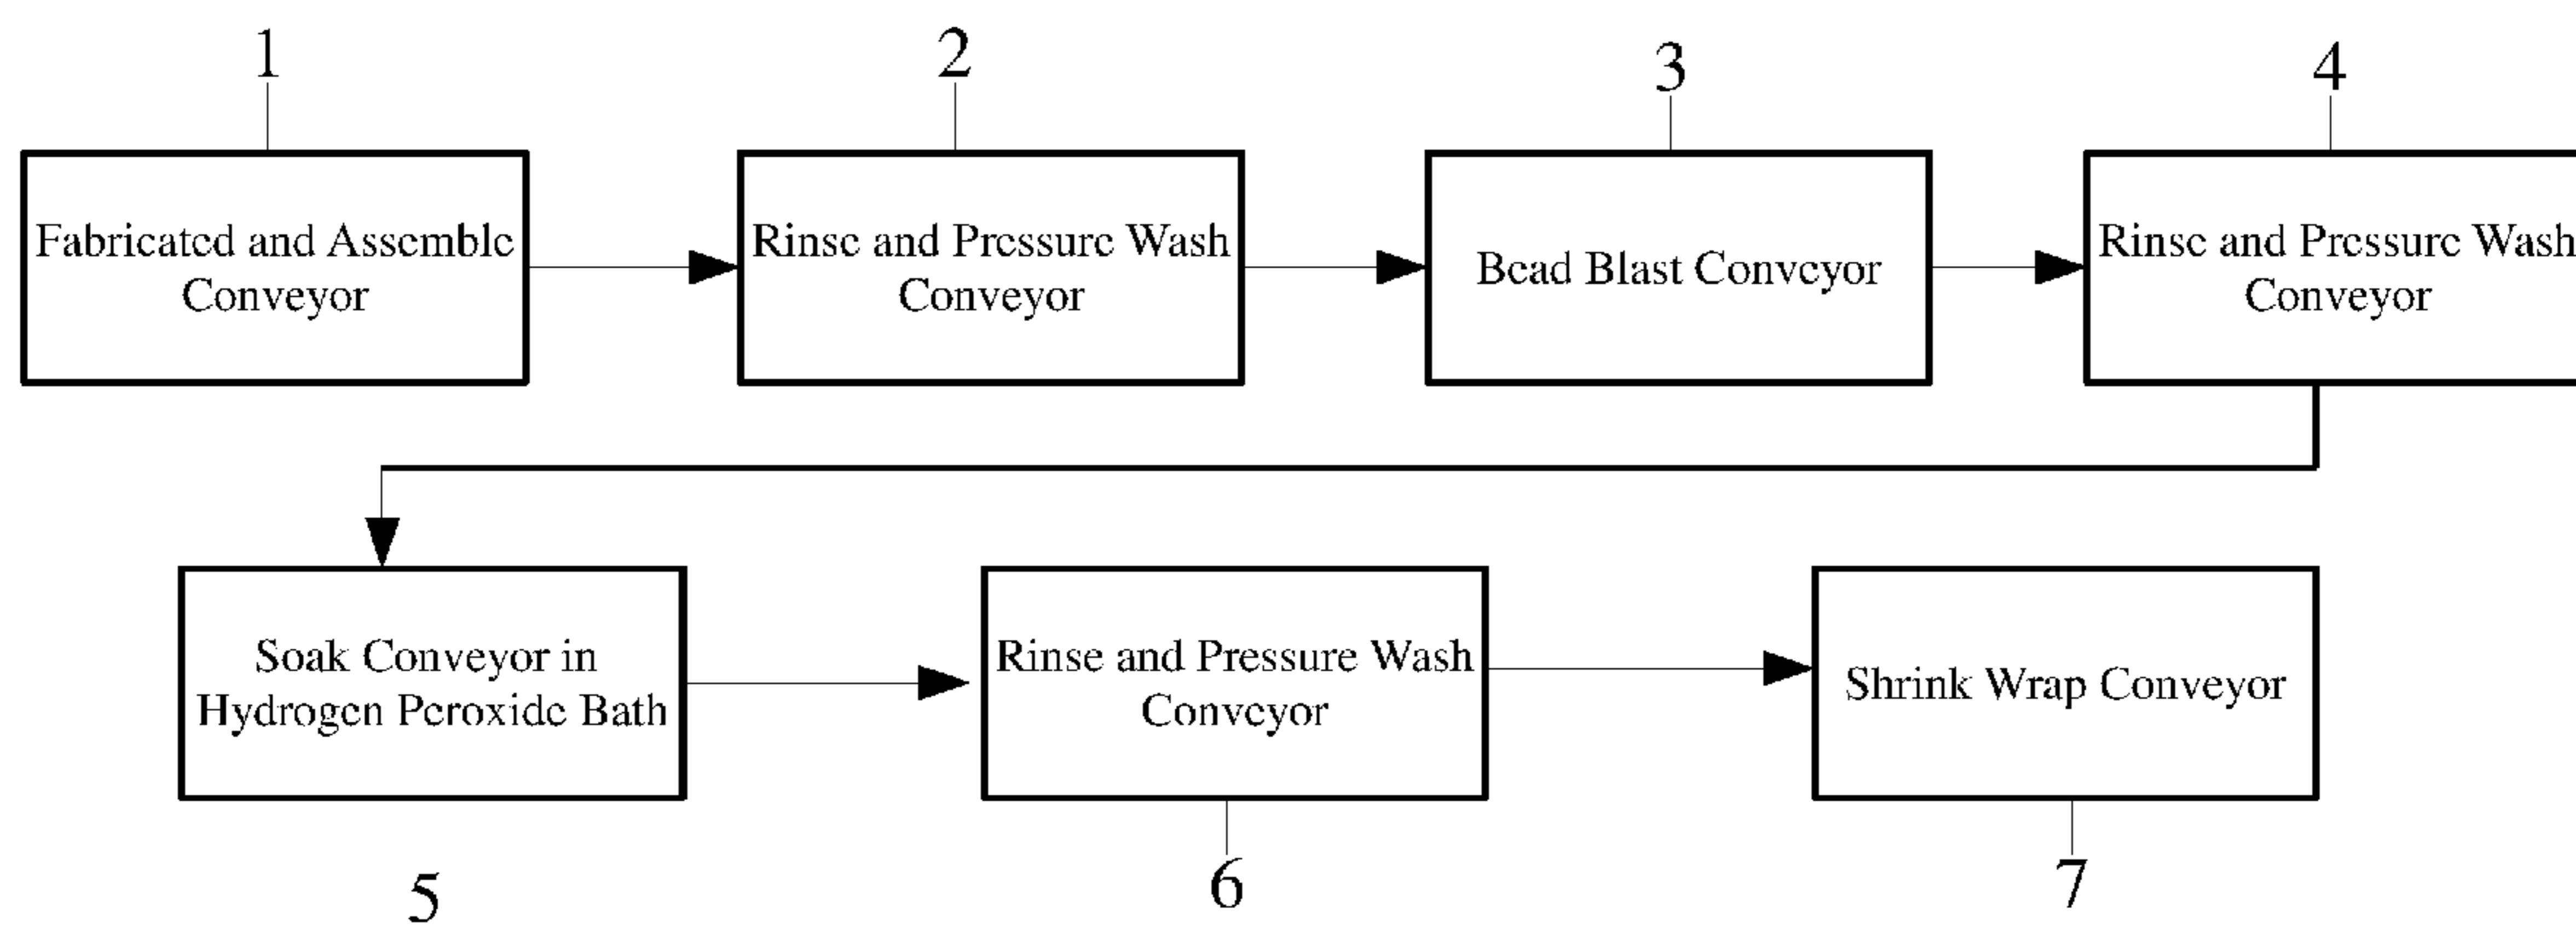 1
2
3
4
Fabricated and Assemble
Conveyor
Rinse and Pressure Wash
Conveyor
Bead Blast Conveyor
Rinse and Pressure Wash
Conveyor
Soak Conveyor in
Hydrogen Peroxide Bath
Rinse and Pressure Wash
Conveyor
Shrink Wrap Conveyor
5
6
7